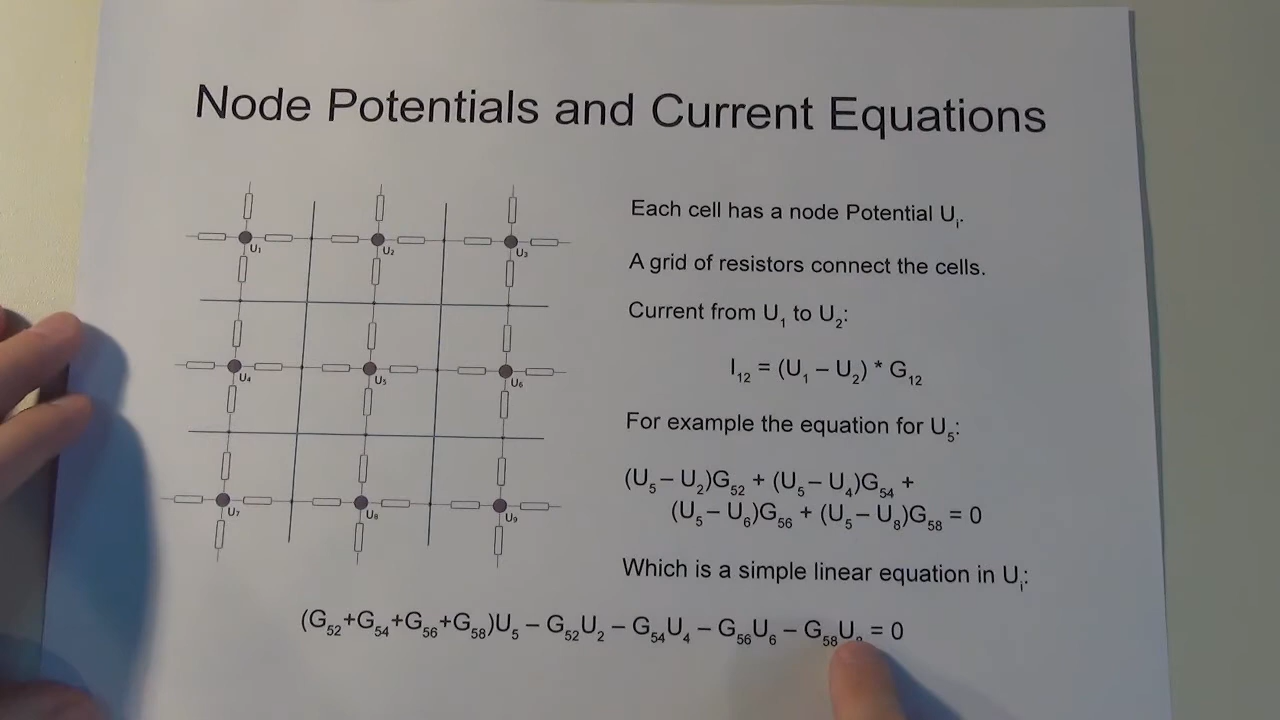 Node Potentials and Current Equations
U₁
U₂
U₃
U₄
U₅
U₆
U₇
U₈
U₉
Each cell has a node Potential Uᵢ.
A grid of resistors connect the cells.
Current from U₁ to U₂:
I₁₂ = (U₁ – U₂) * G₁₂
For example the equation for U₅:
(U₅ – U₂)G₅₂ + (U₅ – U₄)G₅₄ +
(U₅ – U₆)G₅₆ + (U₅ – U₈)G₅₈ = 0
Which is a simple linear equation in Uᵢ:
(G₅₂+G₅₄+G₅₆+G₅₈)U₅ – G₅₂U₂ – G₅₄U₄ – G₅₆U₆ – G₅₈U₈ = 0